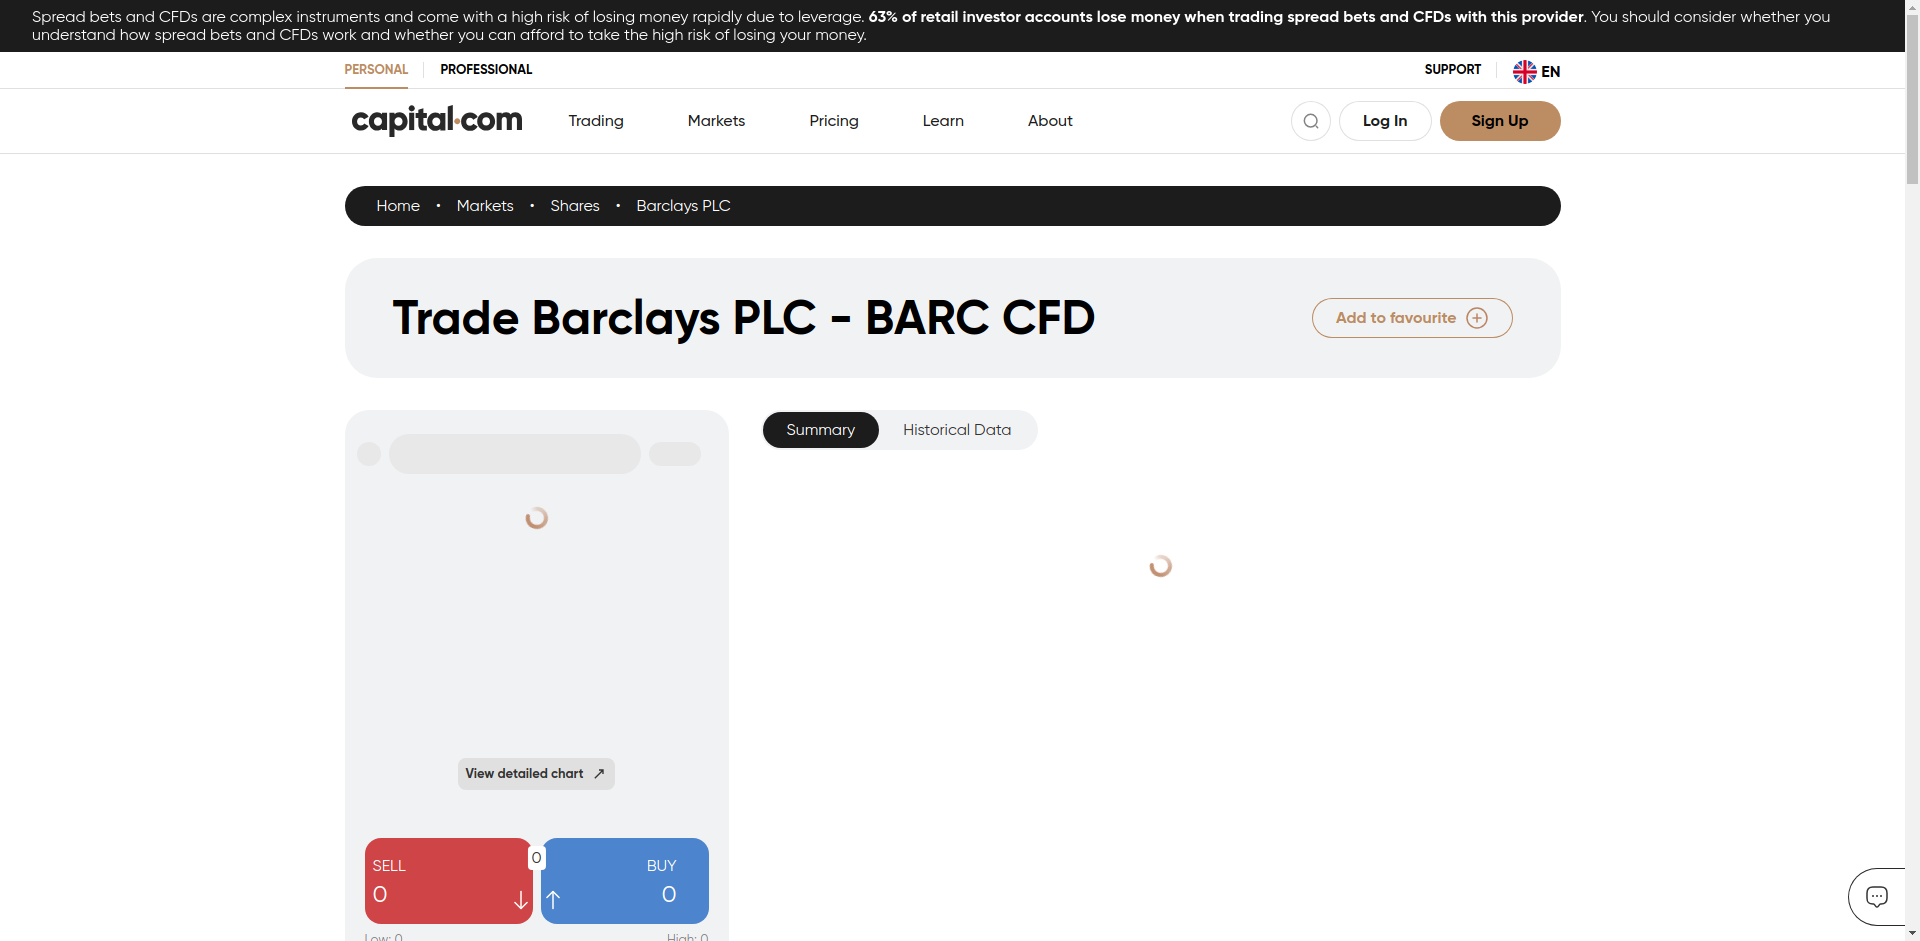 Spread bets and CFDs are complex instruments and come with a high risk of losing money rapidly due to leverage. 63% of retail investor accounts lose money when trading spread bets and CFDs with this provider. You should consider whether you
understand how spread bets and CFDs work and whether you can afford to take the high risk of losing your money.
PERSONAL PROFESSIONAL SUPPORT EN
capital.com Trading Markets Pricing Learn About Log In Sign Up
Home • Markets • Shares • Barclays PLC
Trade Barclays PLC - BARC CFD Add to favourite
Summary Historical Data
View detailed chart
SELL 0 BUY
0 0
Low: 0 High: 0